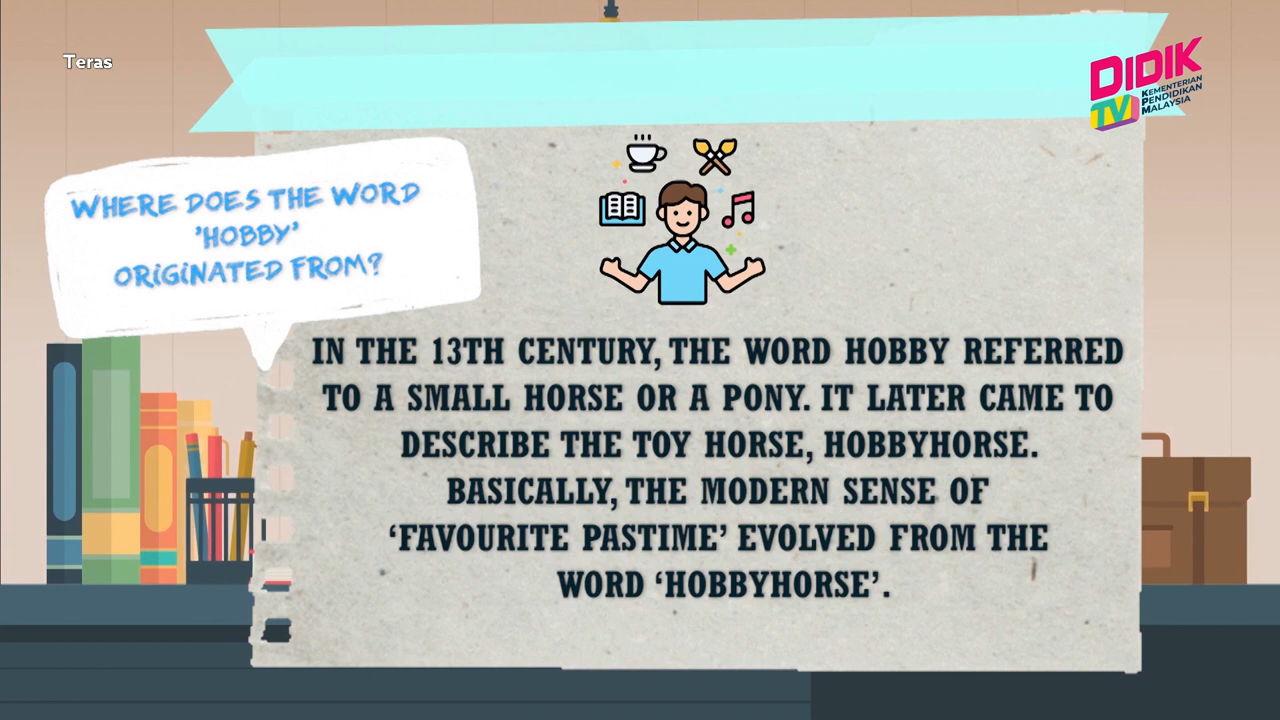 Teras
DIDIK
TV
KEMENTERIAN
PENDIDIKAN
MALAYSIA
WHERE DOES THE WORD
'HOBBY'
ORIGINATED FROM?
IN THE 13TH CENTURY, THE WORD HOBBY REFERRED
TO A SMALL HORSE OR A PONY. IT LATER CAME TO
DESCRIBE THE TOY HORSE, HOBBYHORSE.
BASICALLY, THE MODERN SENSE OF
‘FAVOURITE PASTIME’ EVOLVED FROM THE
WORD ‘HOBBYHORSE’.